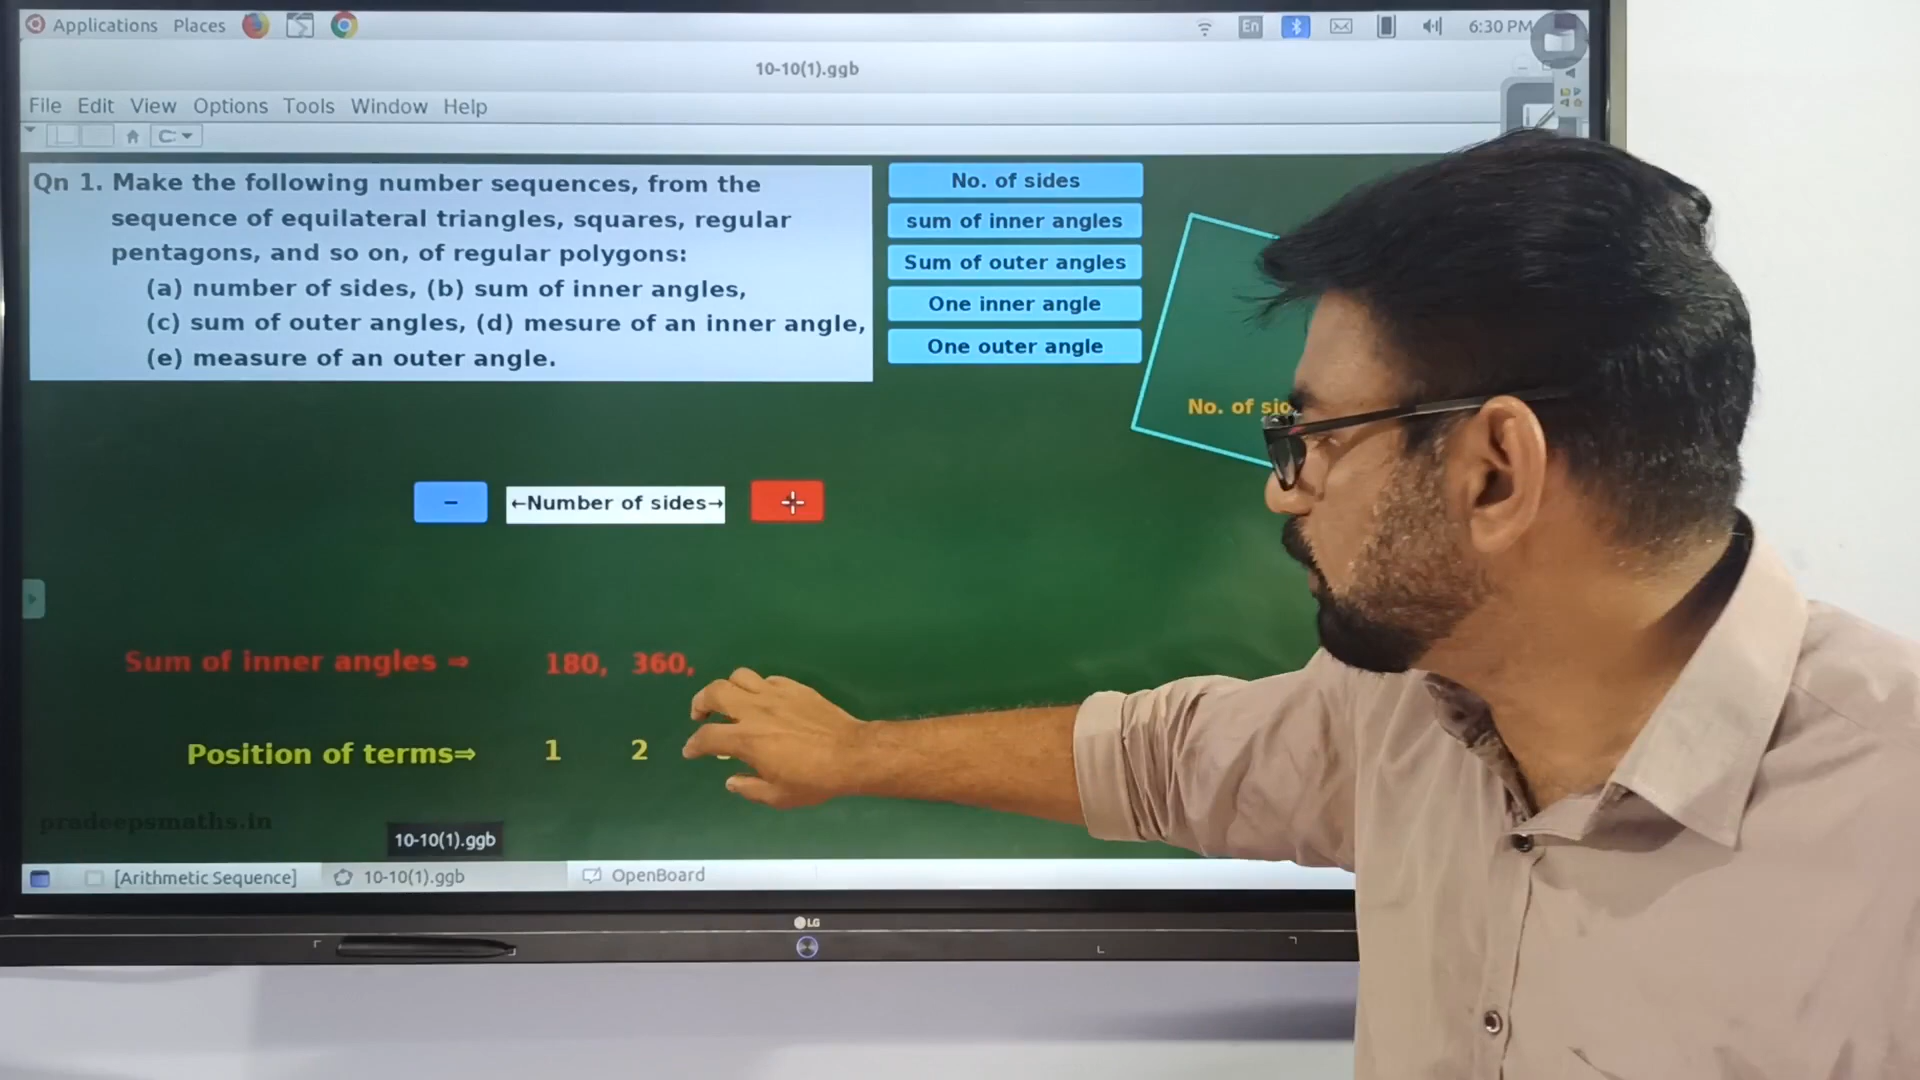 Applications Places
En
6:30 PM
10-10(1).ggb
File Edit View Options Tools Window Help
Qn 1. Make the following number sequences, from the
sequence of equilateral triangles, squares, regular
pentagons, and so on, of regular polygons:
(a) number of sides, (b) sum of inner angles,
(c) sum of outer angles, (d) mesure of an inner angle,
(e) measure of an outer angle.
No. of sides
sum of inner angles
Sum of outer angles
One inner angle
One outer angle
No. of
- ←Number of sides→ +
Sum of inner angles ⇒ 180, 360,
Position of terms⇒ 1 2
pradeepsmaths.in
10-10(1).ggb
[Arithmetic Sequence] 10-10(1).ggb OpenBoard
LG